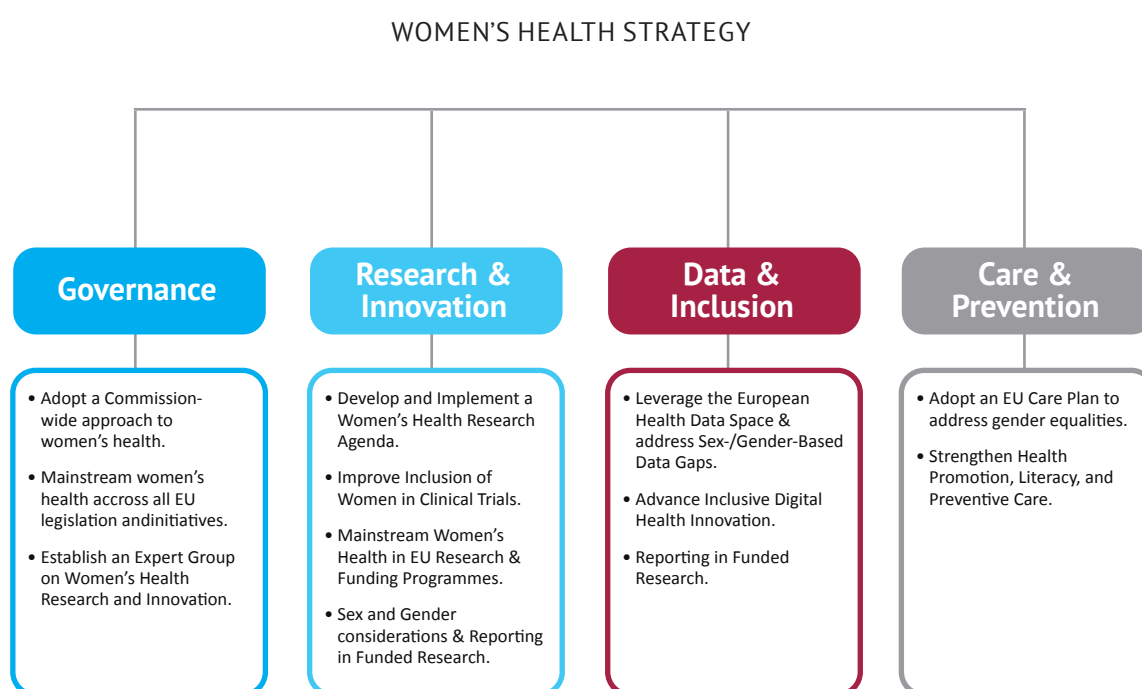 WOMEN’S HEALTH STRATEGY
Governance
• Adopt a Commission-
wide approach to
women’s health.
• Mainstream women’s
health accross all EU
legislation andinitiatives.
• Establish an Expert Group
on Women’s Health
Research and Innovation.
Research &
Innovation
• Develop and Implement a
Women’s Health Research
Agenda.
• Improve Inclusion of
Women in Clinical Trials.
• Mainstream Women’s
Health in EU Research &
Funding Programmes.
• Sex and Gender
considerations & Reporting
in Funded Research.
Data &
Inclusion
• Leverage the European
Health Data Space &
address Sex-/Gender-Based
Data Gaps.
• Advance Inclusive Digital
Health Innovation.
• Reporting in Funded
Research.
Care &
Prevention
• Adopt an EU Care Plan to
address gender equalities.
• Strengthen Health
Promotion, Literacy, and
Preventive Care.